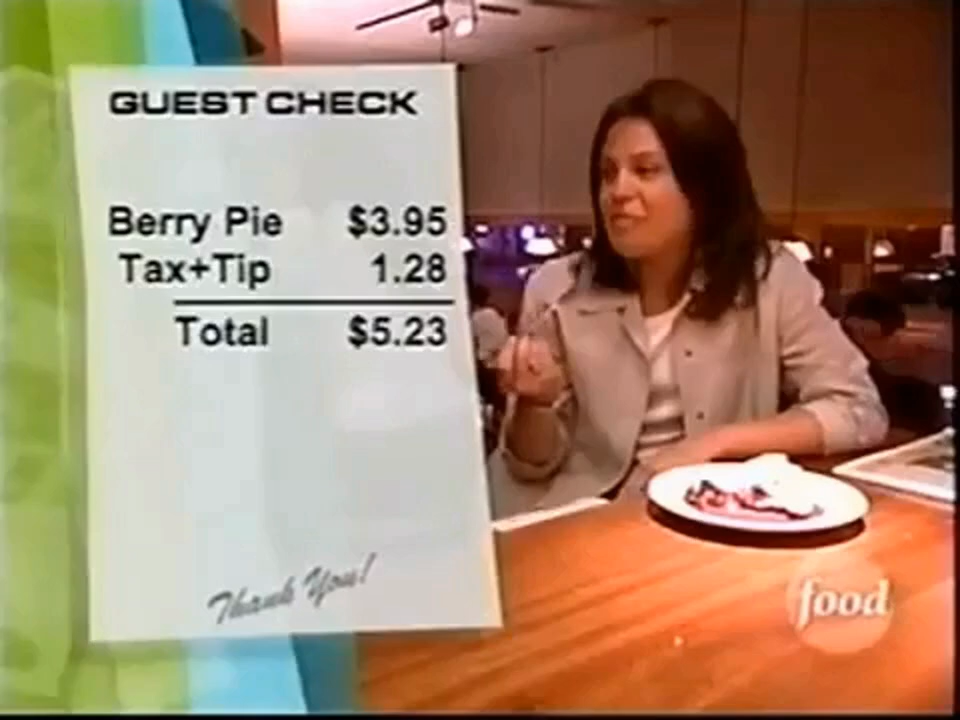 GUEST CHECK
Berry Pie $3.95
Tax+Tip 1.28
Total $5.23
Thank You!
food